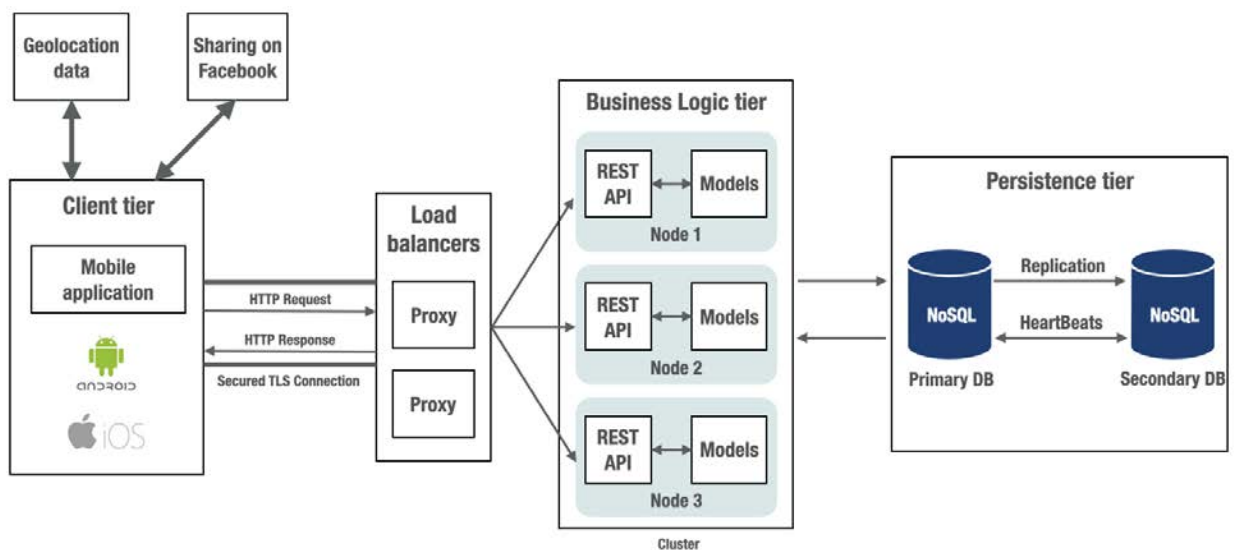 Geolocation
data
Sharing on
Facebook
Client tier
Mobile
application
ANDROID
iOS
HTTP Request
HTTP Response
Secured TLS Connection
Load
balancers
Proxy
Proxy
Business Logic tier
REST
API
Models
Node 1
REST
API
Models
Node 2
REST
API
Models
Node 3
Cluster
Persistence tier
NoSQL
Primary DB
Replication
HeartBeats
NoSQL
Secondary DB